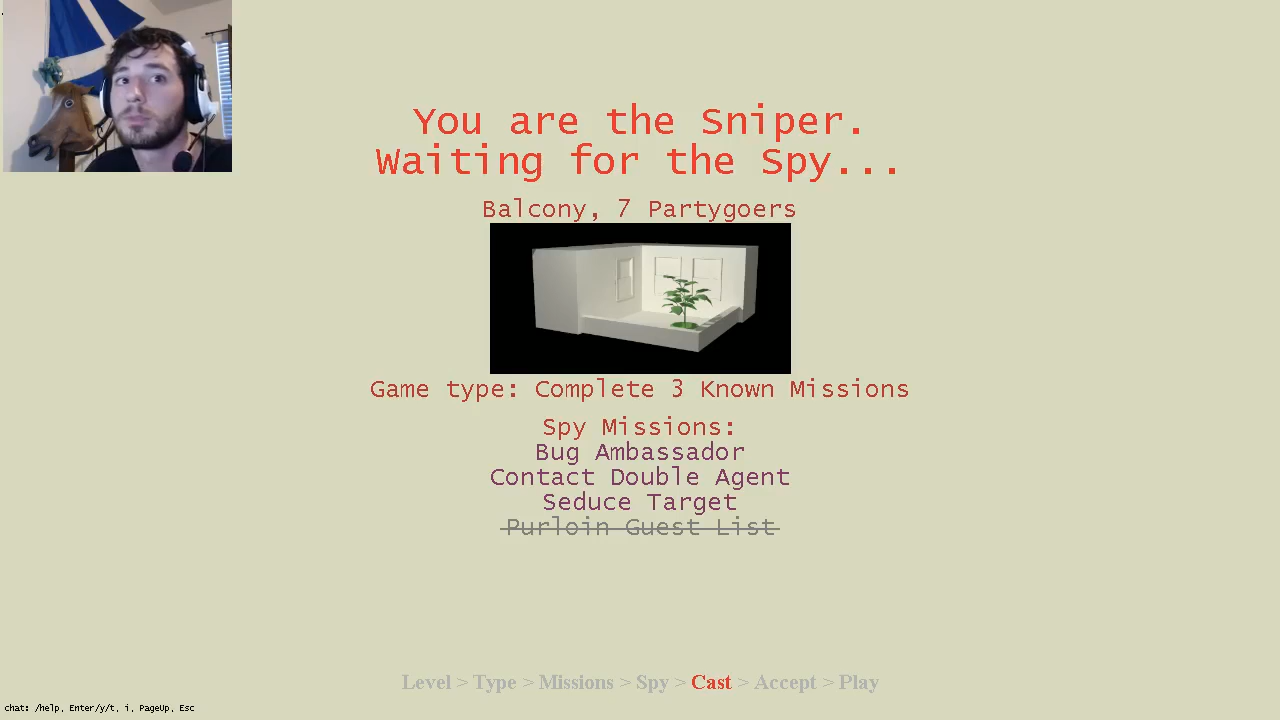 You are the Sniper.
Waiting for the Spy...
Balcony, 7 Partygoers
Game type: Complete 3 Known Missions
Spy Missions:
Bug Ambassador
Contact Double Agent
Seduce Target
Purloin Guest List
Level > Type > Missions > Spy > Cast > Accept > Play
chat: /help, Enter/y/t, i, PageUp, Esc